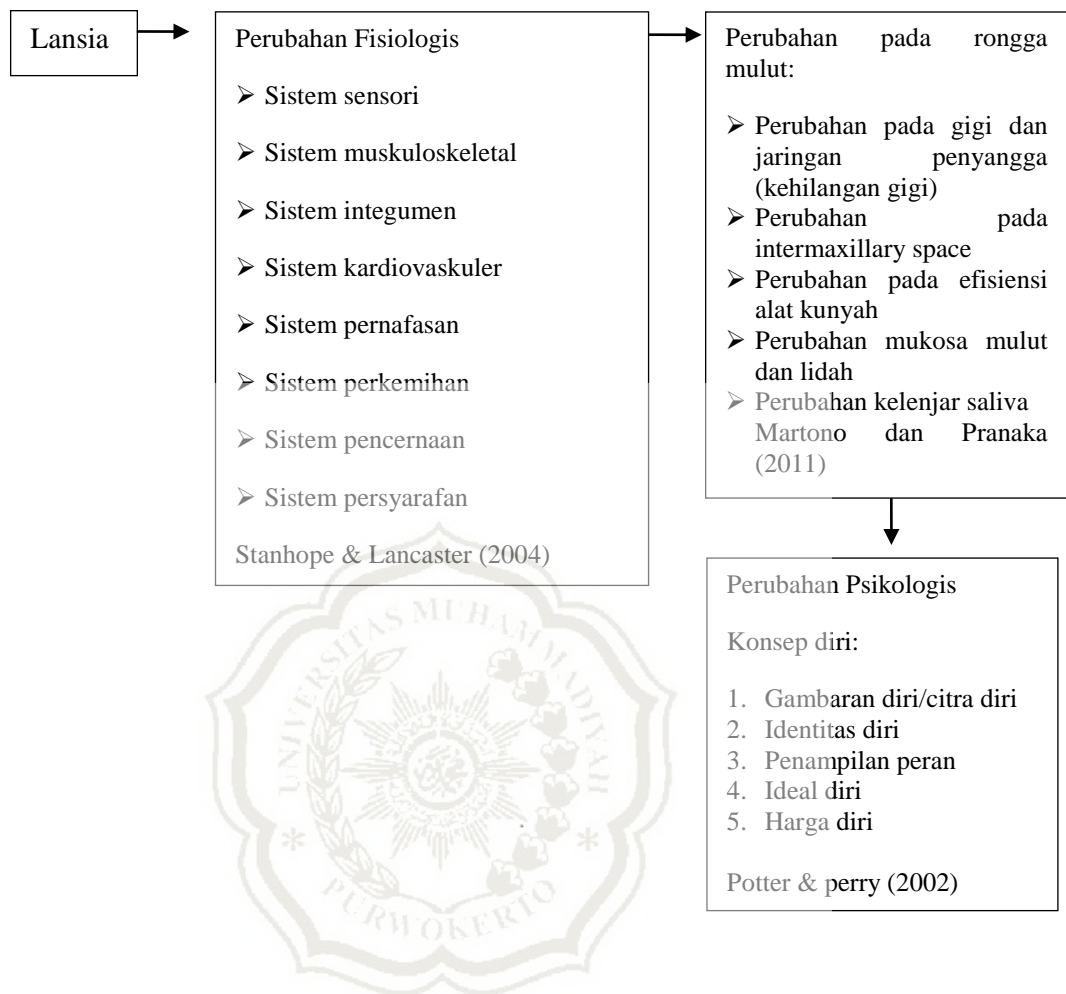 Lansia
Perubahan Fisiologis
➤ Sistem sensori
➤ Sistem muskuloskeletal
➤ Sistem integumen
➤ Sistem kardiovaskuler
➤ Sistem pernafasan
➤ Sistem perkemihan
➤ Sistem pencernaan
➤ Sistem persyarafan
Stanhope & Lancaster (2004)
Perubahan pada rongga
mulut:
➤ Perubahan pada gigi dan
jaringan penyangga
(kehilangan gigi)
➤ Perubahan pada
intermaxillary space
➤ Perubahan pada efisiensi
alat kunyah
➤ Perubahan mukosa mulut
dan lidah
➤ Perubahan kelenjar saliva
Martono dan Pranaka
(2011)
Perubahan Psikologis
Konsep diri:
1. Gambaran diri/citra diri
2. Identitas diri
3. Penampilan peran
4. Ideal diri
5. Harga diri
Potter & perry (2002)
UNIVERSITAS MUHAMMADIYAH
PURWOKERTO